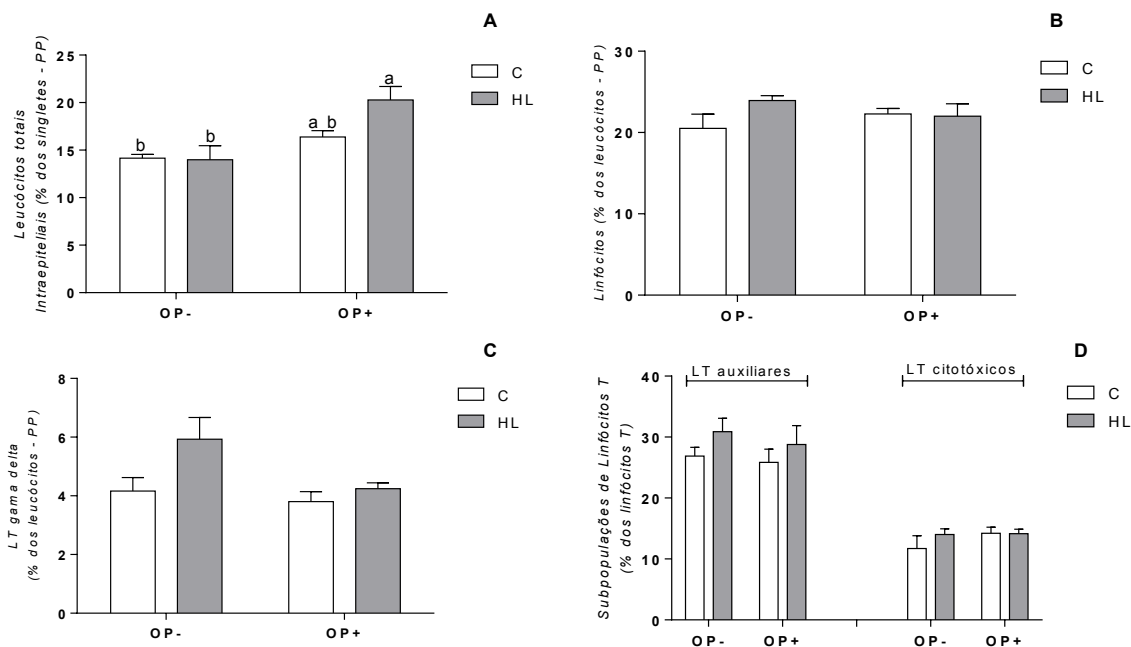 A
Leucócitos totais
Intraepiteliais (% dos singletes - PP)
25
20
15
10
5
0
b
b
a b
a
OP-
OP+
C
HL
B
Linfócitos (% dos leucócitos - PP)
30
20
10
0
OP-
OP+
C
HL
C
LT gama delta
(% dos leucócitos - PP)
8
6
4
2
0
OP-
OP+
C
HL
D
Subpopulações de Linfócitos T
(% dos linfócitos T)
40
30
20
10
0
LT auxiliares
LT citotóxicos
OP-
OP+
OP-
OP+
C
HL